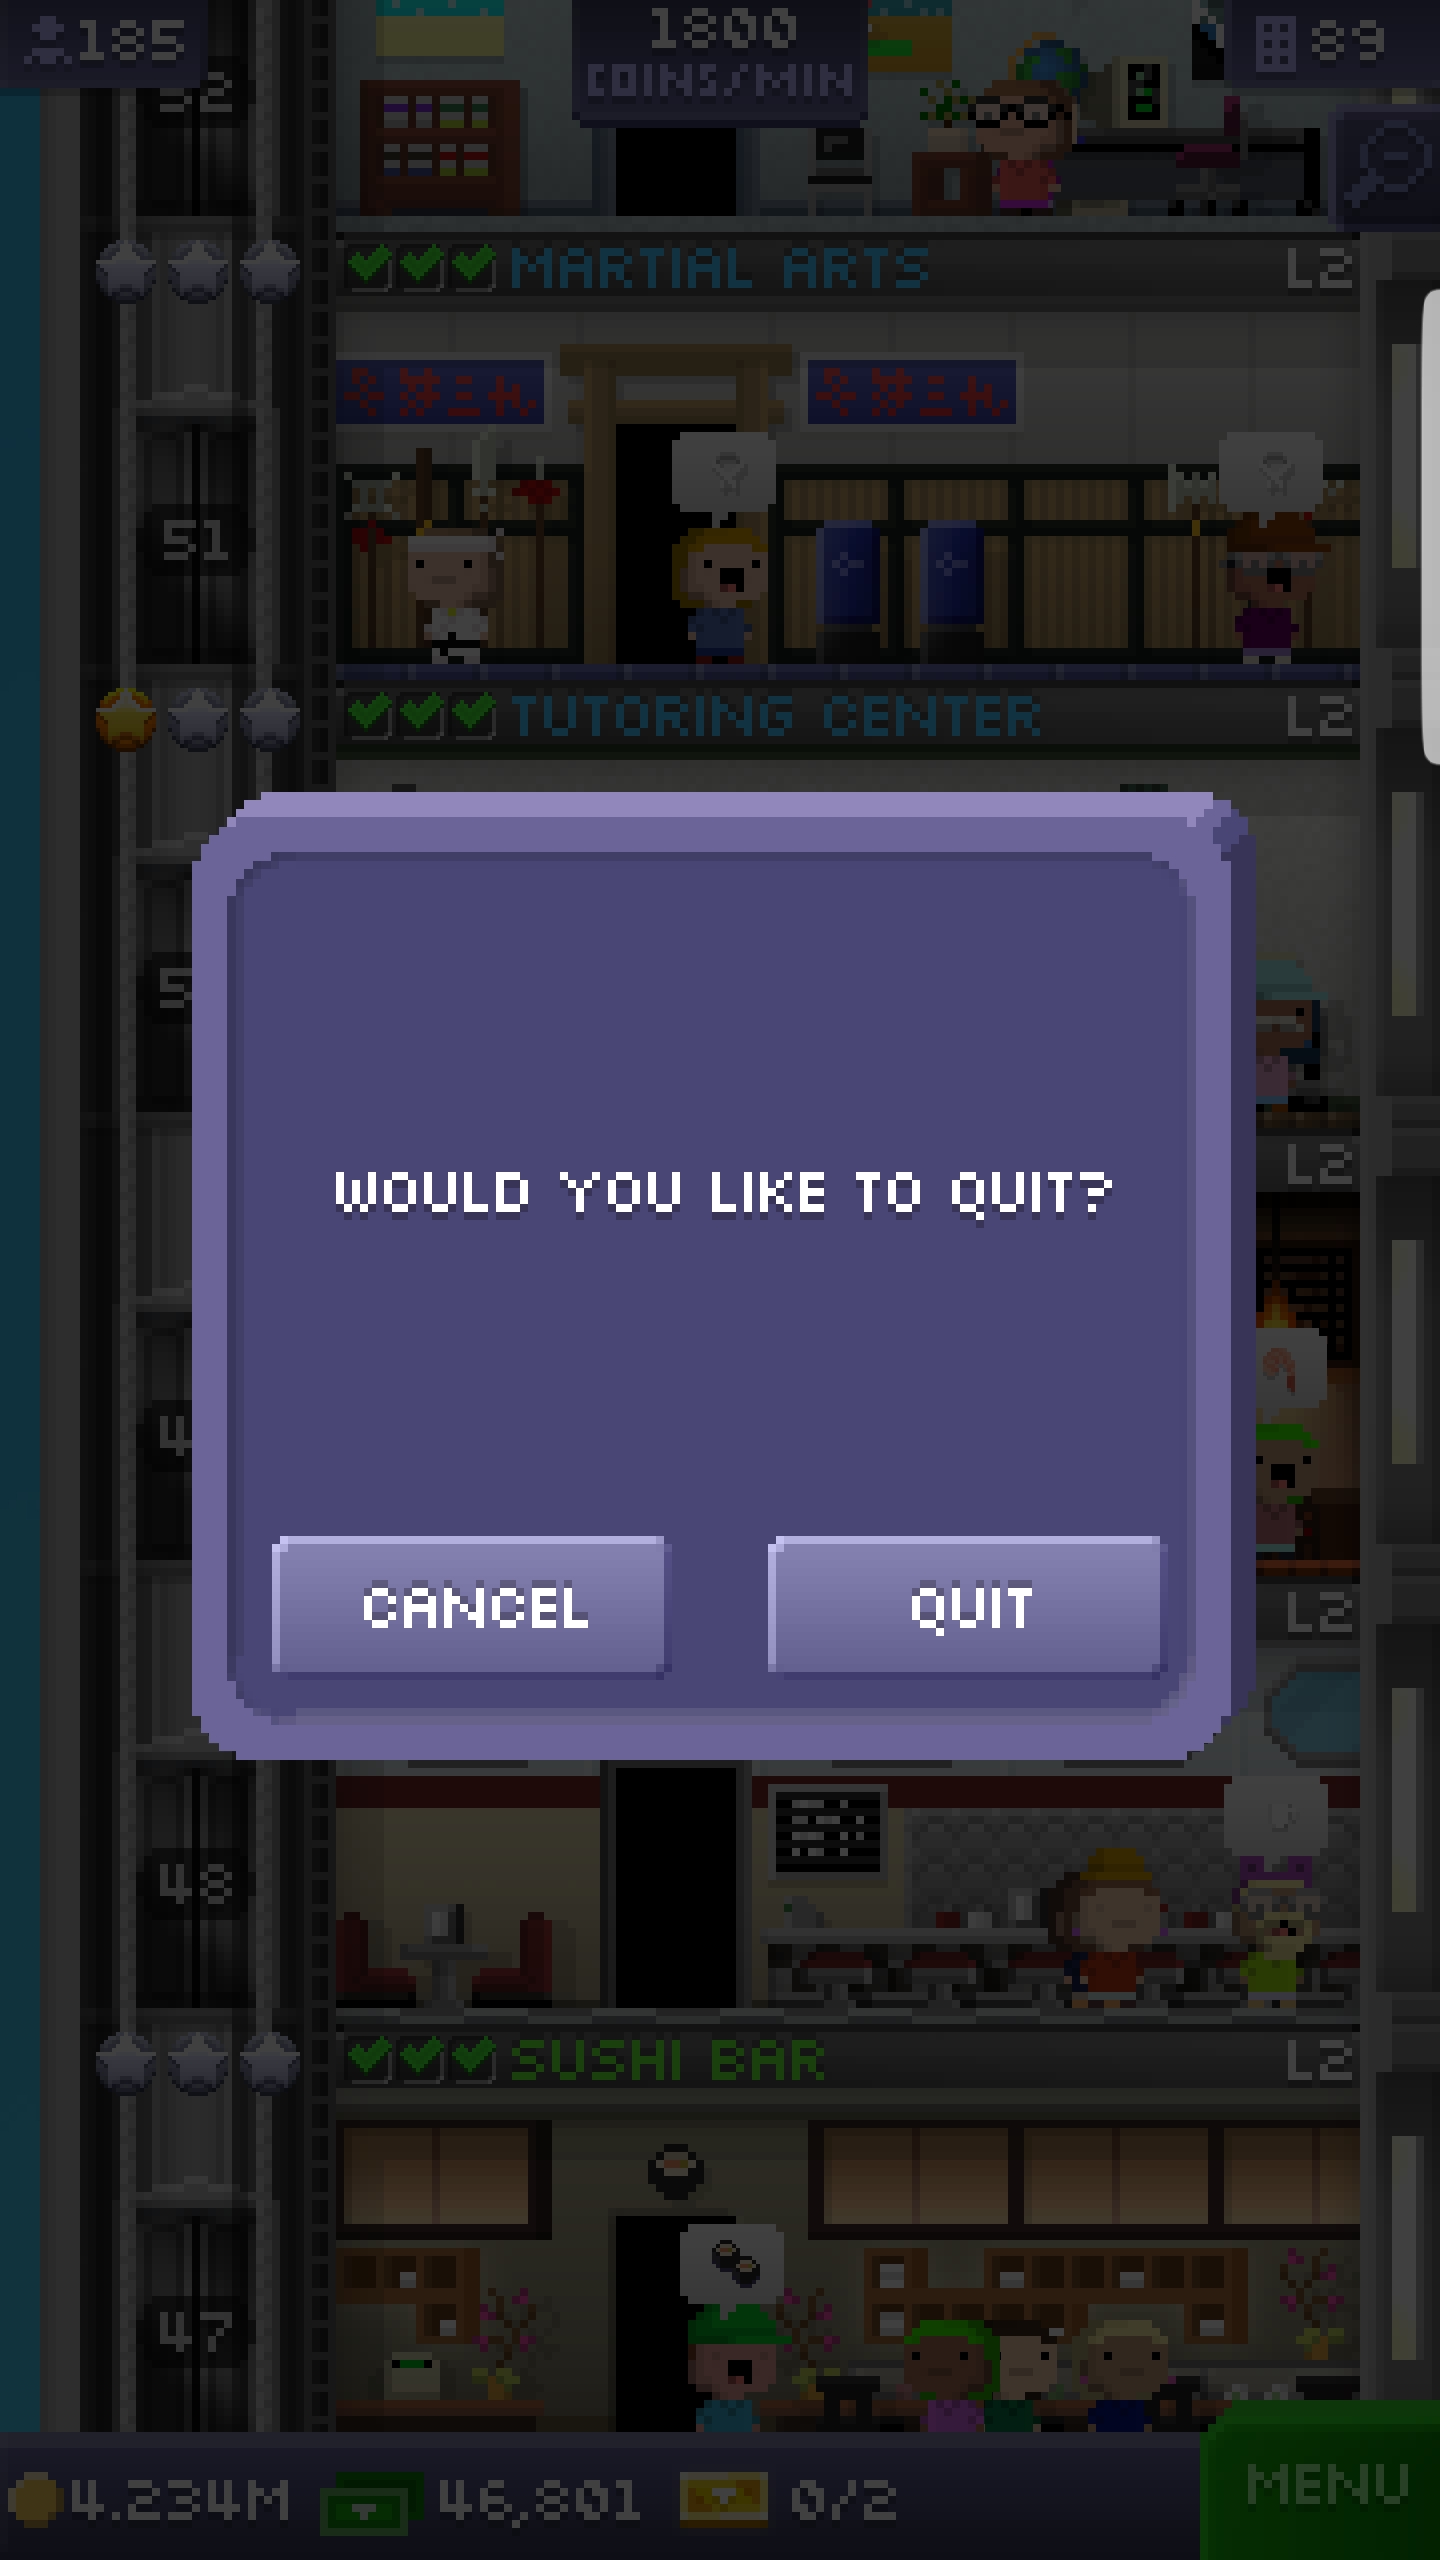 185
1800
COINS/MIN
89
52
MARTIAL ARTS
L2
51
TUTORING CENTER
L2
L2
WOULD YOU LIKE TO QUIT?
CANCEL
QUIT
L2
48
SUSHI BAR
L2
47
4.234M
46,801
0/2
MENU